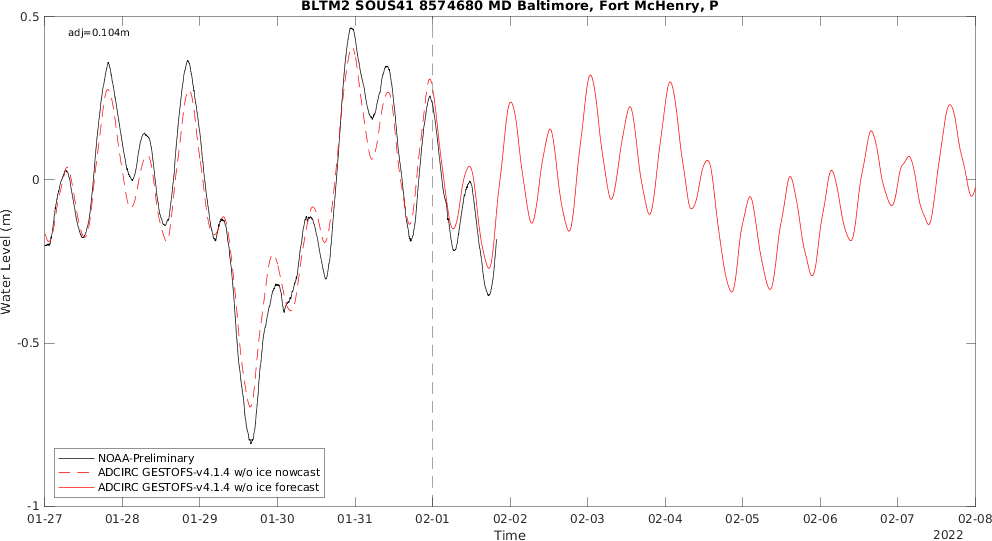 BLTM2 SOUS41 8574680 MD Baltimore, Fort McHenry, P
adj=0.104m
0.5
0
-0.5
-1
Water Level (m)
NOAA-Preliminary
ADCIRC GESTOFS-v4.1.4 w/o ice nowcast
ADCIRC GESTOFS-v4.1.4 w/o ice forecast
01-27 01-28 01-29 01-30 01-31 02-01 02-02 02-03 02-04 02-05 02-06 02-07 02-08
Time
2022